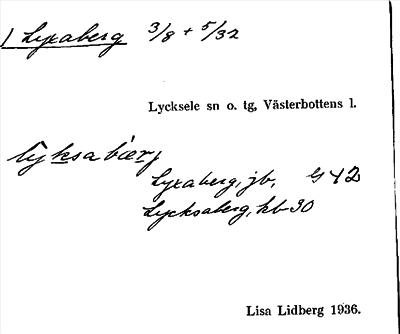 1 Lyxaberg 3/8 + 5/32
Lycksele sn o. tg, Västerbottens l.
lyksabærj
Lyxaberg, jb, 42
Lycksaberg, kb 30
Lisa Lidberg 1936.